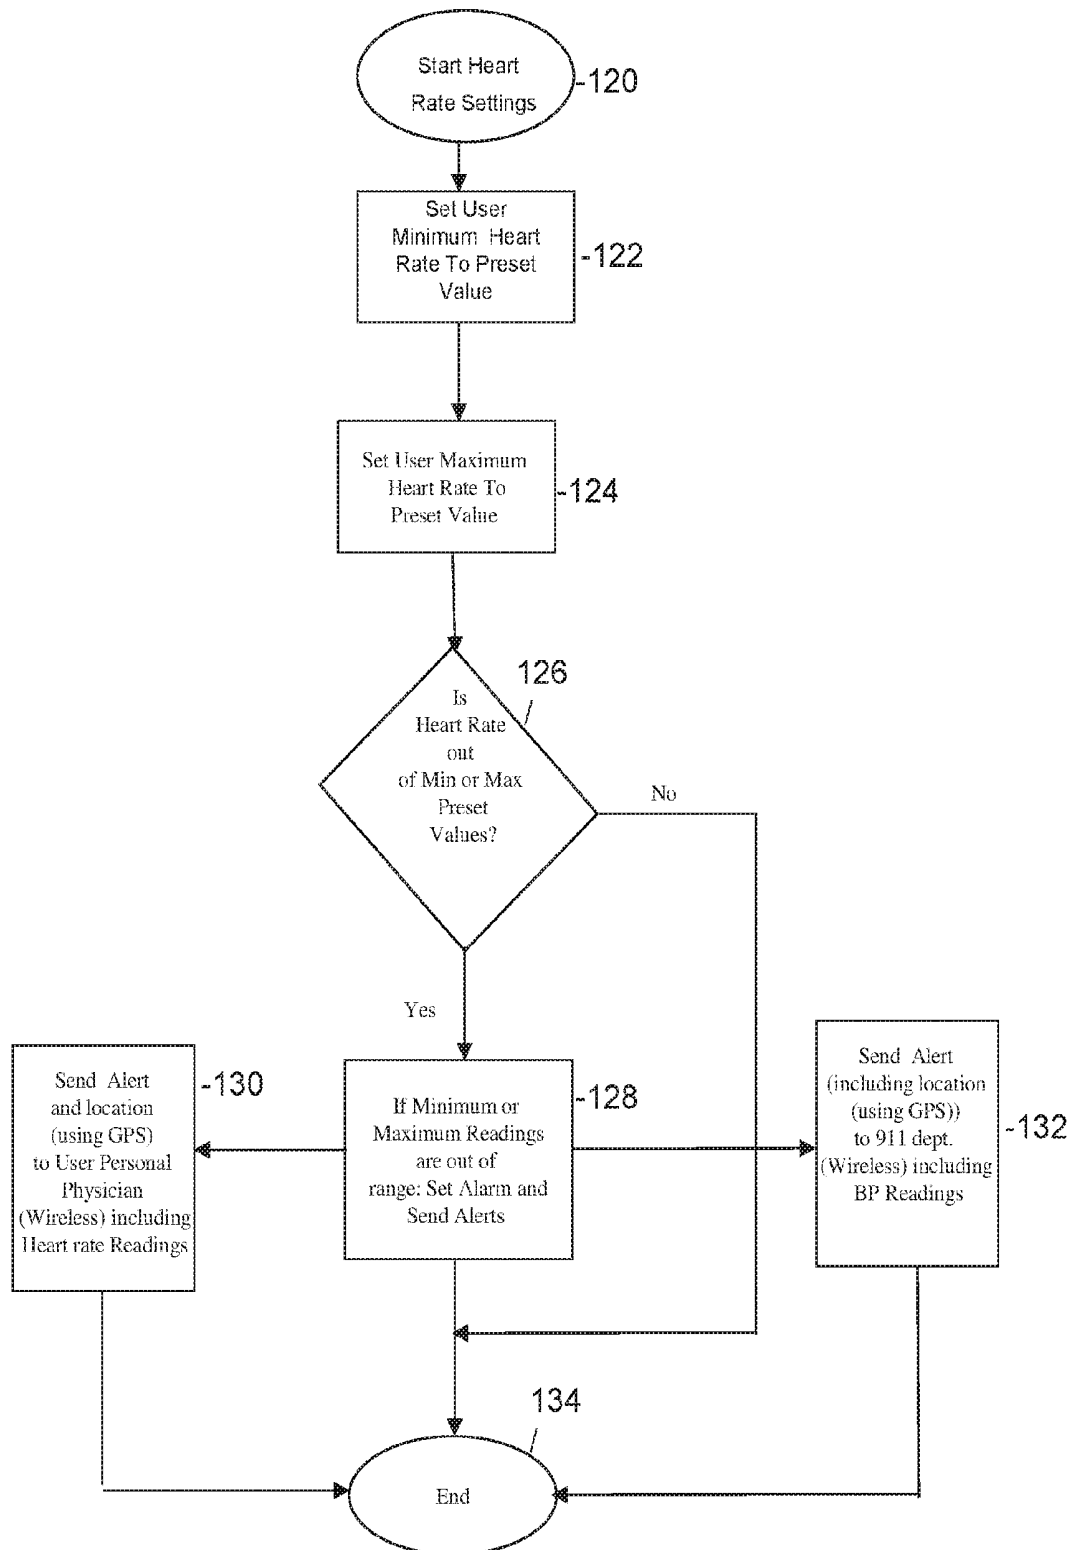 Start Heart
Rate Settings
-120
Set User
Minimum Heart
Rate To Preset
Value
-122
Set User Maximum
Heart Rate To
Preset Value
-124
126
Is
Heart Rate
out
of Min or Max
Preset
Values?
No
Yes
Send Alert
and location
(using GPS)
to User Personal
Physician
(Wireless) including
Heart rate Readings
-130
If Minimum or
Maximum Readings
are out of
range: Set Alarm and
Send Alerts
-128
Send Alert
(including location
(using GPS))
to 911 dept.
(Wireless) including
BP Readings
-132
134
End